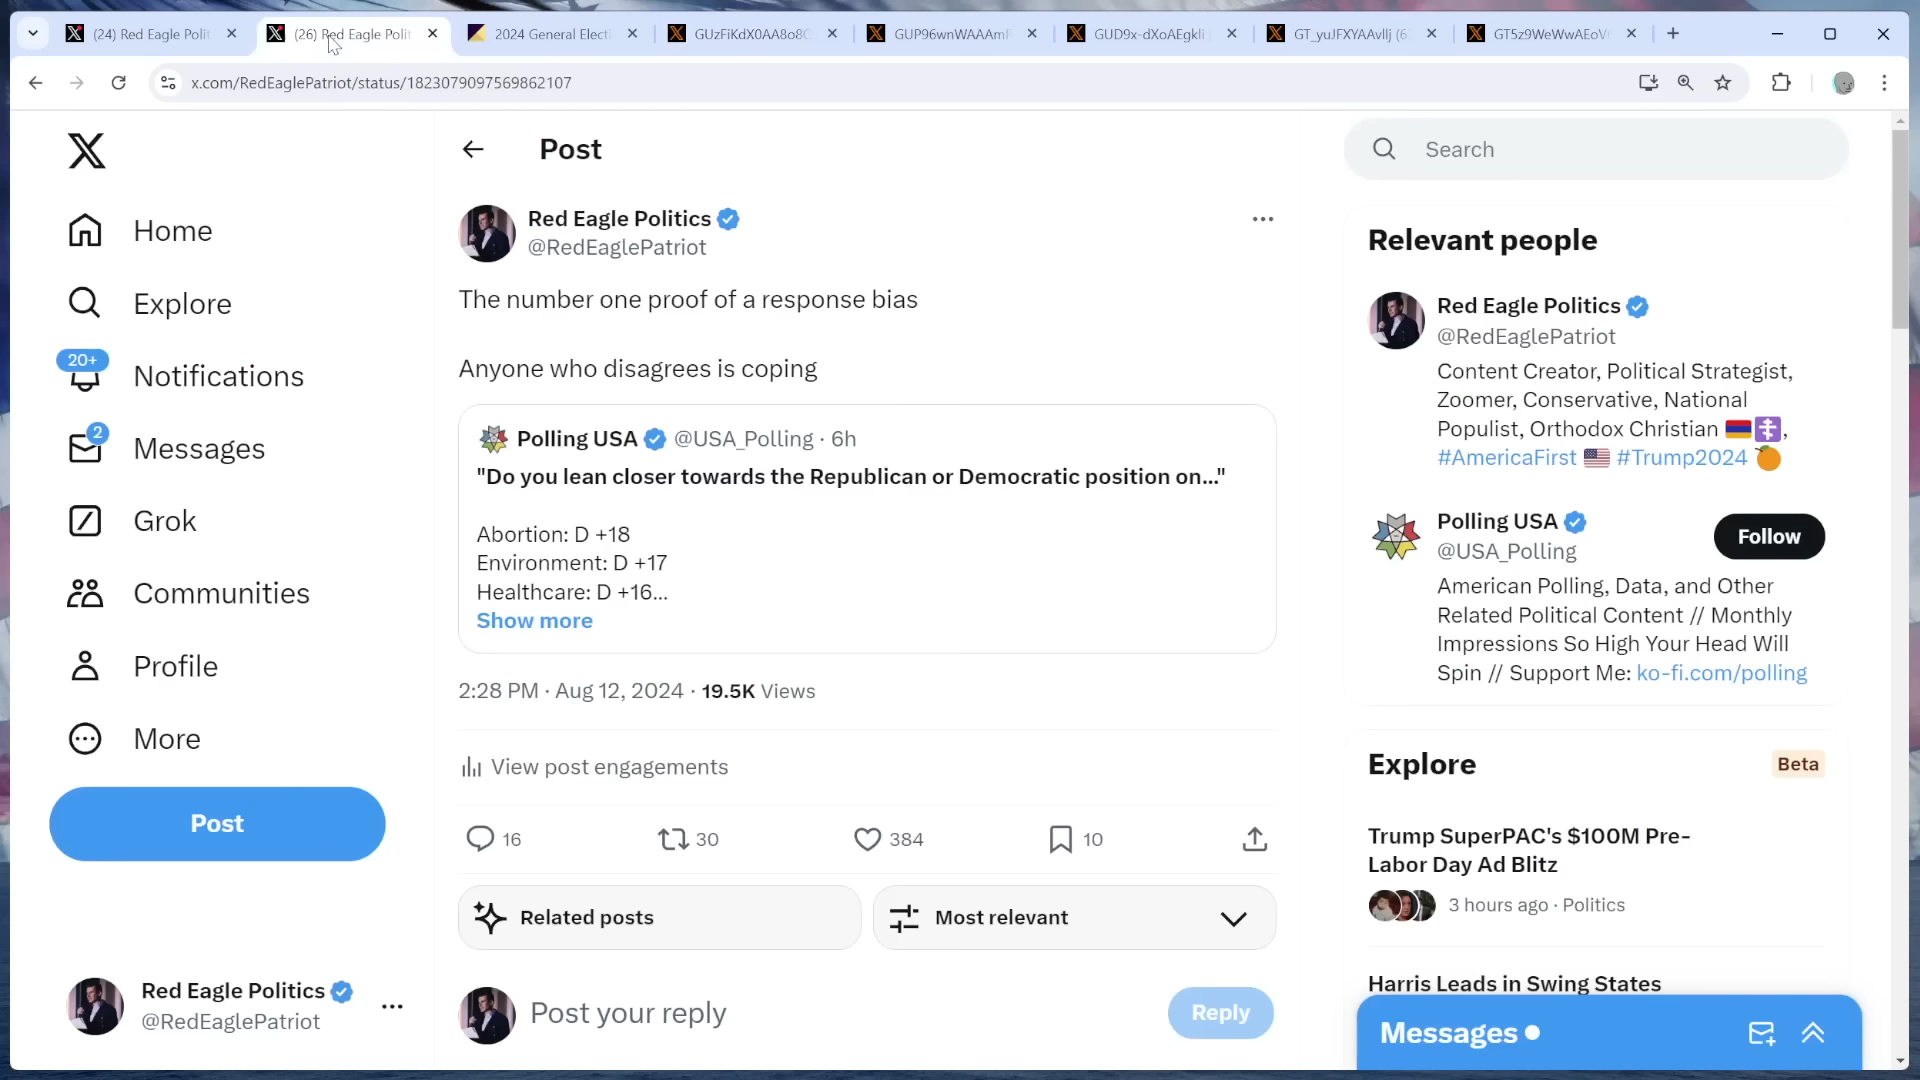 (24) Red Eagle Polit
(26) Red Eagle Polit
2024 General Electi
GUzFiKdX0AA8o8C
GUP96wnWAAAmR
GUD9x-dXoAEgkli
GT_yuJFXYAAvllj (6
GT5z9WeWwAEoV
x.com/RedEaglePatriot/status/1823079097569862107
Home
Explore
20+
Notifications
2
Messages
Grok
Communities
Profile
More
Post
Red Eagle Politics
@RedEaglePatriot
Post
Red Eagle Politics
@RedEaglePatriot
The number one proof of a response bias
Anyone who disagrees is coping
Polling USA @USA_Polling · 6h
"Do you lean closer towards the Republican or Democratic position on..."
Abortion: D +18
Environment: D +17
Healthcare: D +16...
Show more
2:28 PM · Aug 12, 2024 · 19.5K Views
View post engagements
16 30 384 10
Related posts
Most relevant
Post your reply
Reply
Search
Relevant people
Red Eagle Politics
@RedEaglePatriot
Content Creator, Political Strategist,
Zoomer, Conservative, National
Populist, Orthodox Christian 🇦🇲☦️,
#AmericaFirst 🇺🇸 #Trump2024 🍊
Polling USA
@USA_Polling
Follow
American Polling, Data, and Other
Related Political Content // Monthly
Impressions So High Your Head Will
Spin // Support Me: ko-fi.com/polling
Explore
Beta
Trump SuperPAC's $100M Pre-
Labor Day Ad Blitz
3 hours ago · Politics
Harris Leads in Swing States
Messages